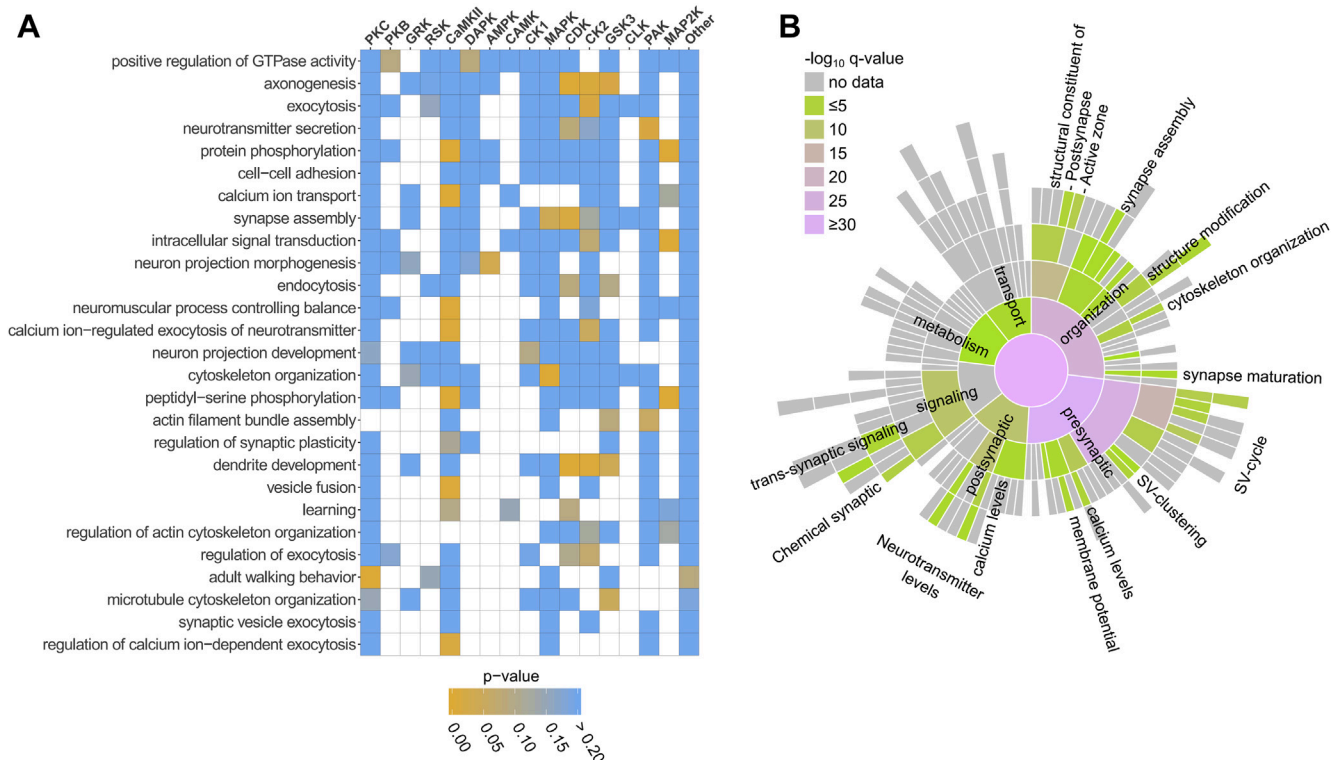 A
PKC PKB GRK RSK CaMKII DAPK AMPK CAMK CK1 MAPK CDK CK2 GSK3 CLK PAK MAP2K Other
positive regulation of GTPase activity
axonogenesis
exocytosis
neurotransmitter secretion
protein phosphorylation
cell−cell adhesion
calcium ion transport
synapse assembly
intracellular signal transduction
neuron projection morphogenesis
endocytosis
neuromuscular process controlling balance
calcium ion−regulated exocytosis of neurotransmitter
neuron projection development
cytoskeleton organization
peptidyl−serine phosphorylation
actin filament bundle assembly
regulation of synaptic plasticity
dendrite development
vesicle fusion
learning
regulation of actin cytoskeleton organization
regulation of exocytosis
adult walking behavior
microtubule cytoskeleton organization
synaptic vesicle exocytosis
regulation of calcium ion−dependent exocytosis
p−value
0.00 0.05 0.10 0.15 > 0.20
B
-log10 q-value
no data
≤5
10
15
20
25
≥30
structural constituent of
- Postsynapse
- Active zone
synapse assembly
structure modification
cytoskeleton organization
transport
organization
metabolism
synapse maturation
signaling
presynaptic
postsynaptic
trans-synaptic signaling
SV-cycle
SV-clustering
Chemical synaptic
calcium levels
calcium levels
Neurotransmitter
levels
membrane potential